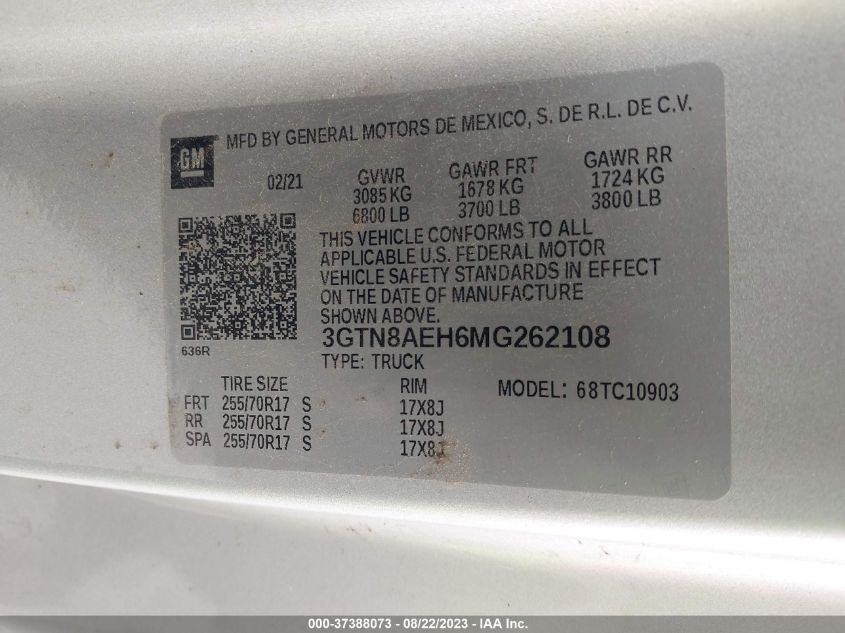 GM
MFD BY GENERAL MOTORS DE MEXICO, S. DE R.L. DE C.V.
02/21 GVWR GAWR FRT GAWR RR
3085 KG 1678 KG 1724 KG
6800 LB 3700 LB 3800 LB
THIS VEHICLE CONFORMS TO ALL
APPLICABLE U.S. FEDERAL MOTOR
VEHICLE SAFETY STANDARDS IN EFFECT
ON THE DATE OF MANUFACTURE
SHOWN ABOVE.
636R
3GTN8AEH6MG262108
TYPE: TRUCK
TIRE SIZE RIM MODEL: 68TC10903
FRT 255/70R17 S 17X8J
RR 255/70R17 S 17X8J
SPA 255/70R17 S 17X8J
000-37388073 - 08/22/2023 - IAA Inc.